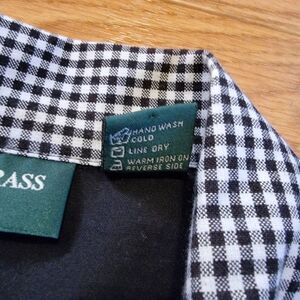 HAND WASH
COLD
LINE DRY
WARM IRON ON
REVERSE SIDE
RASS